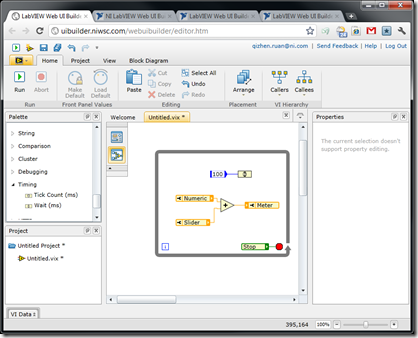 LabVIEW Web UI Builder
NI LabVIEW Web UI Builder
LabVIEW Web UI Builder
LabVIEW Web UI Builder
uibuilder.niwsc.com/webuibuilder/editor.htm
Home Project View Block Diagram
qizhen.ruan@ni.com | Send Feedback | Help | Log Out
Run Abort
Make Default Load Default
Paste Cut Copy Delete
Select All Undo Redo
Arrange
Callers Callees
Run Front Panel Values Editing Placement VI Hierarchy
Palette
String
Comparison
Cluster
Debugging
Timing
Tick Count (ms)
Wait (ms)
Project
Untitled Project *
Untitled.vix *
Welcome Untitled.vix *
100
Numeric
Slider
Meter
Stop
i
Properties
The current selection doesn't
support property editing.
VI Data
395,164 100%